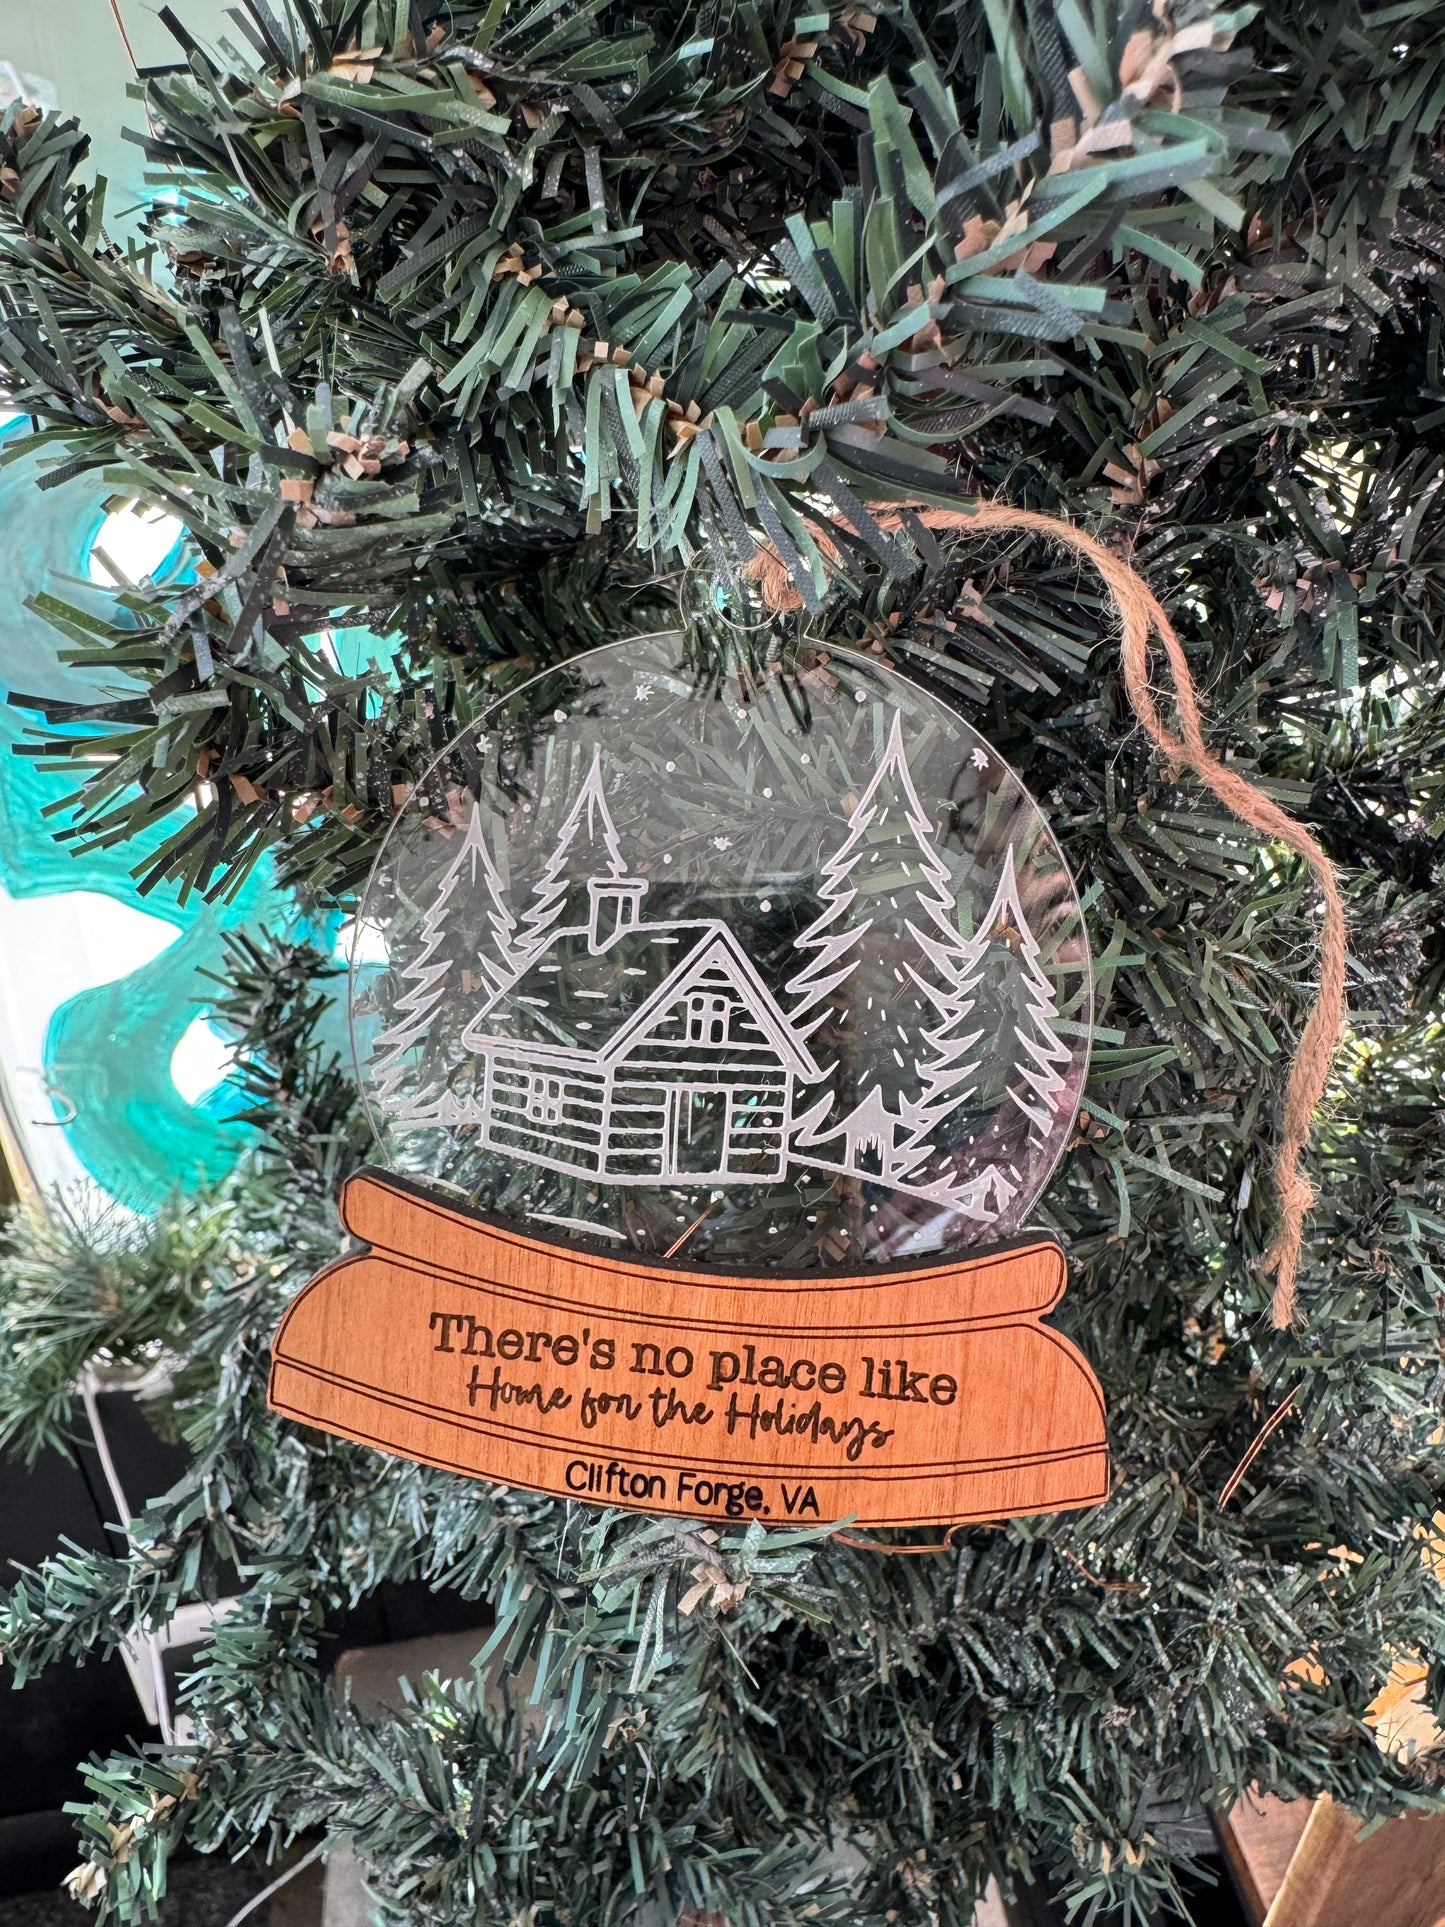 There's no place like
Home for the Holidays
Clifton Forge, VA